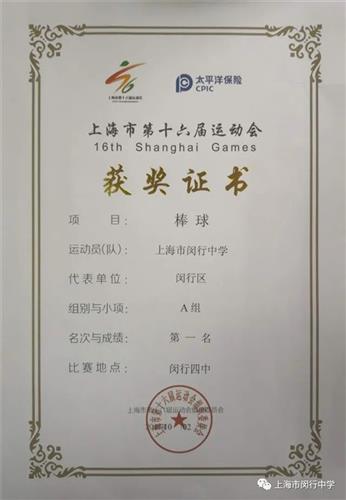 太平洋保险
CPIC
上海市第十六届运动会
16th Shanghai Games
获奖证书
项目: 棒球
运动员(队): 上海市闵行中学
代表单位: 闵行区
组别与小项: A组
名次与成绩: 第一名
比赛地点: 闵行四中
上海市闵行中学